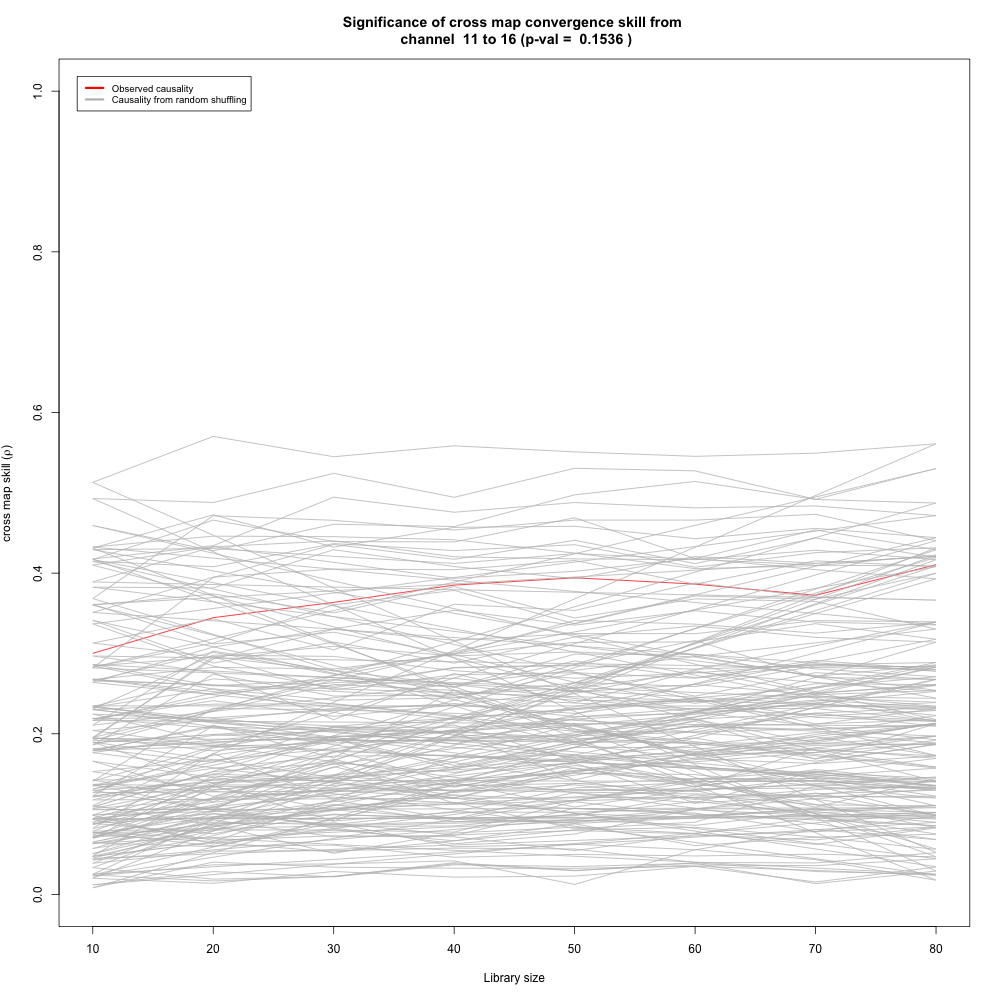 Significance of cross map convergence skill from
channel  11 to 16 (p-val =  0.1536 )
Observed causality
Causality from random shuffling
cross map skill (ρ)
1.0
0.8
0.6
0.4
0.2
0.0
10 20 30 40 50 60 70 80
Library size